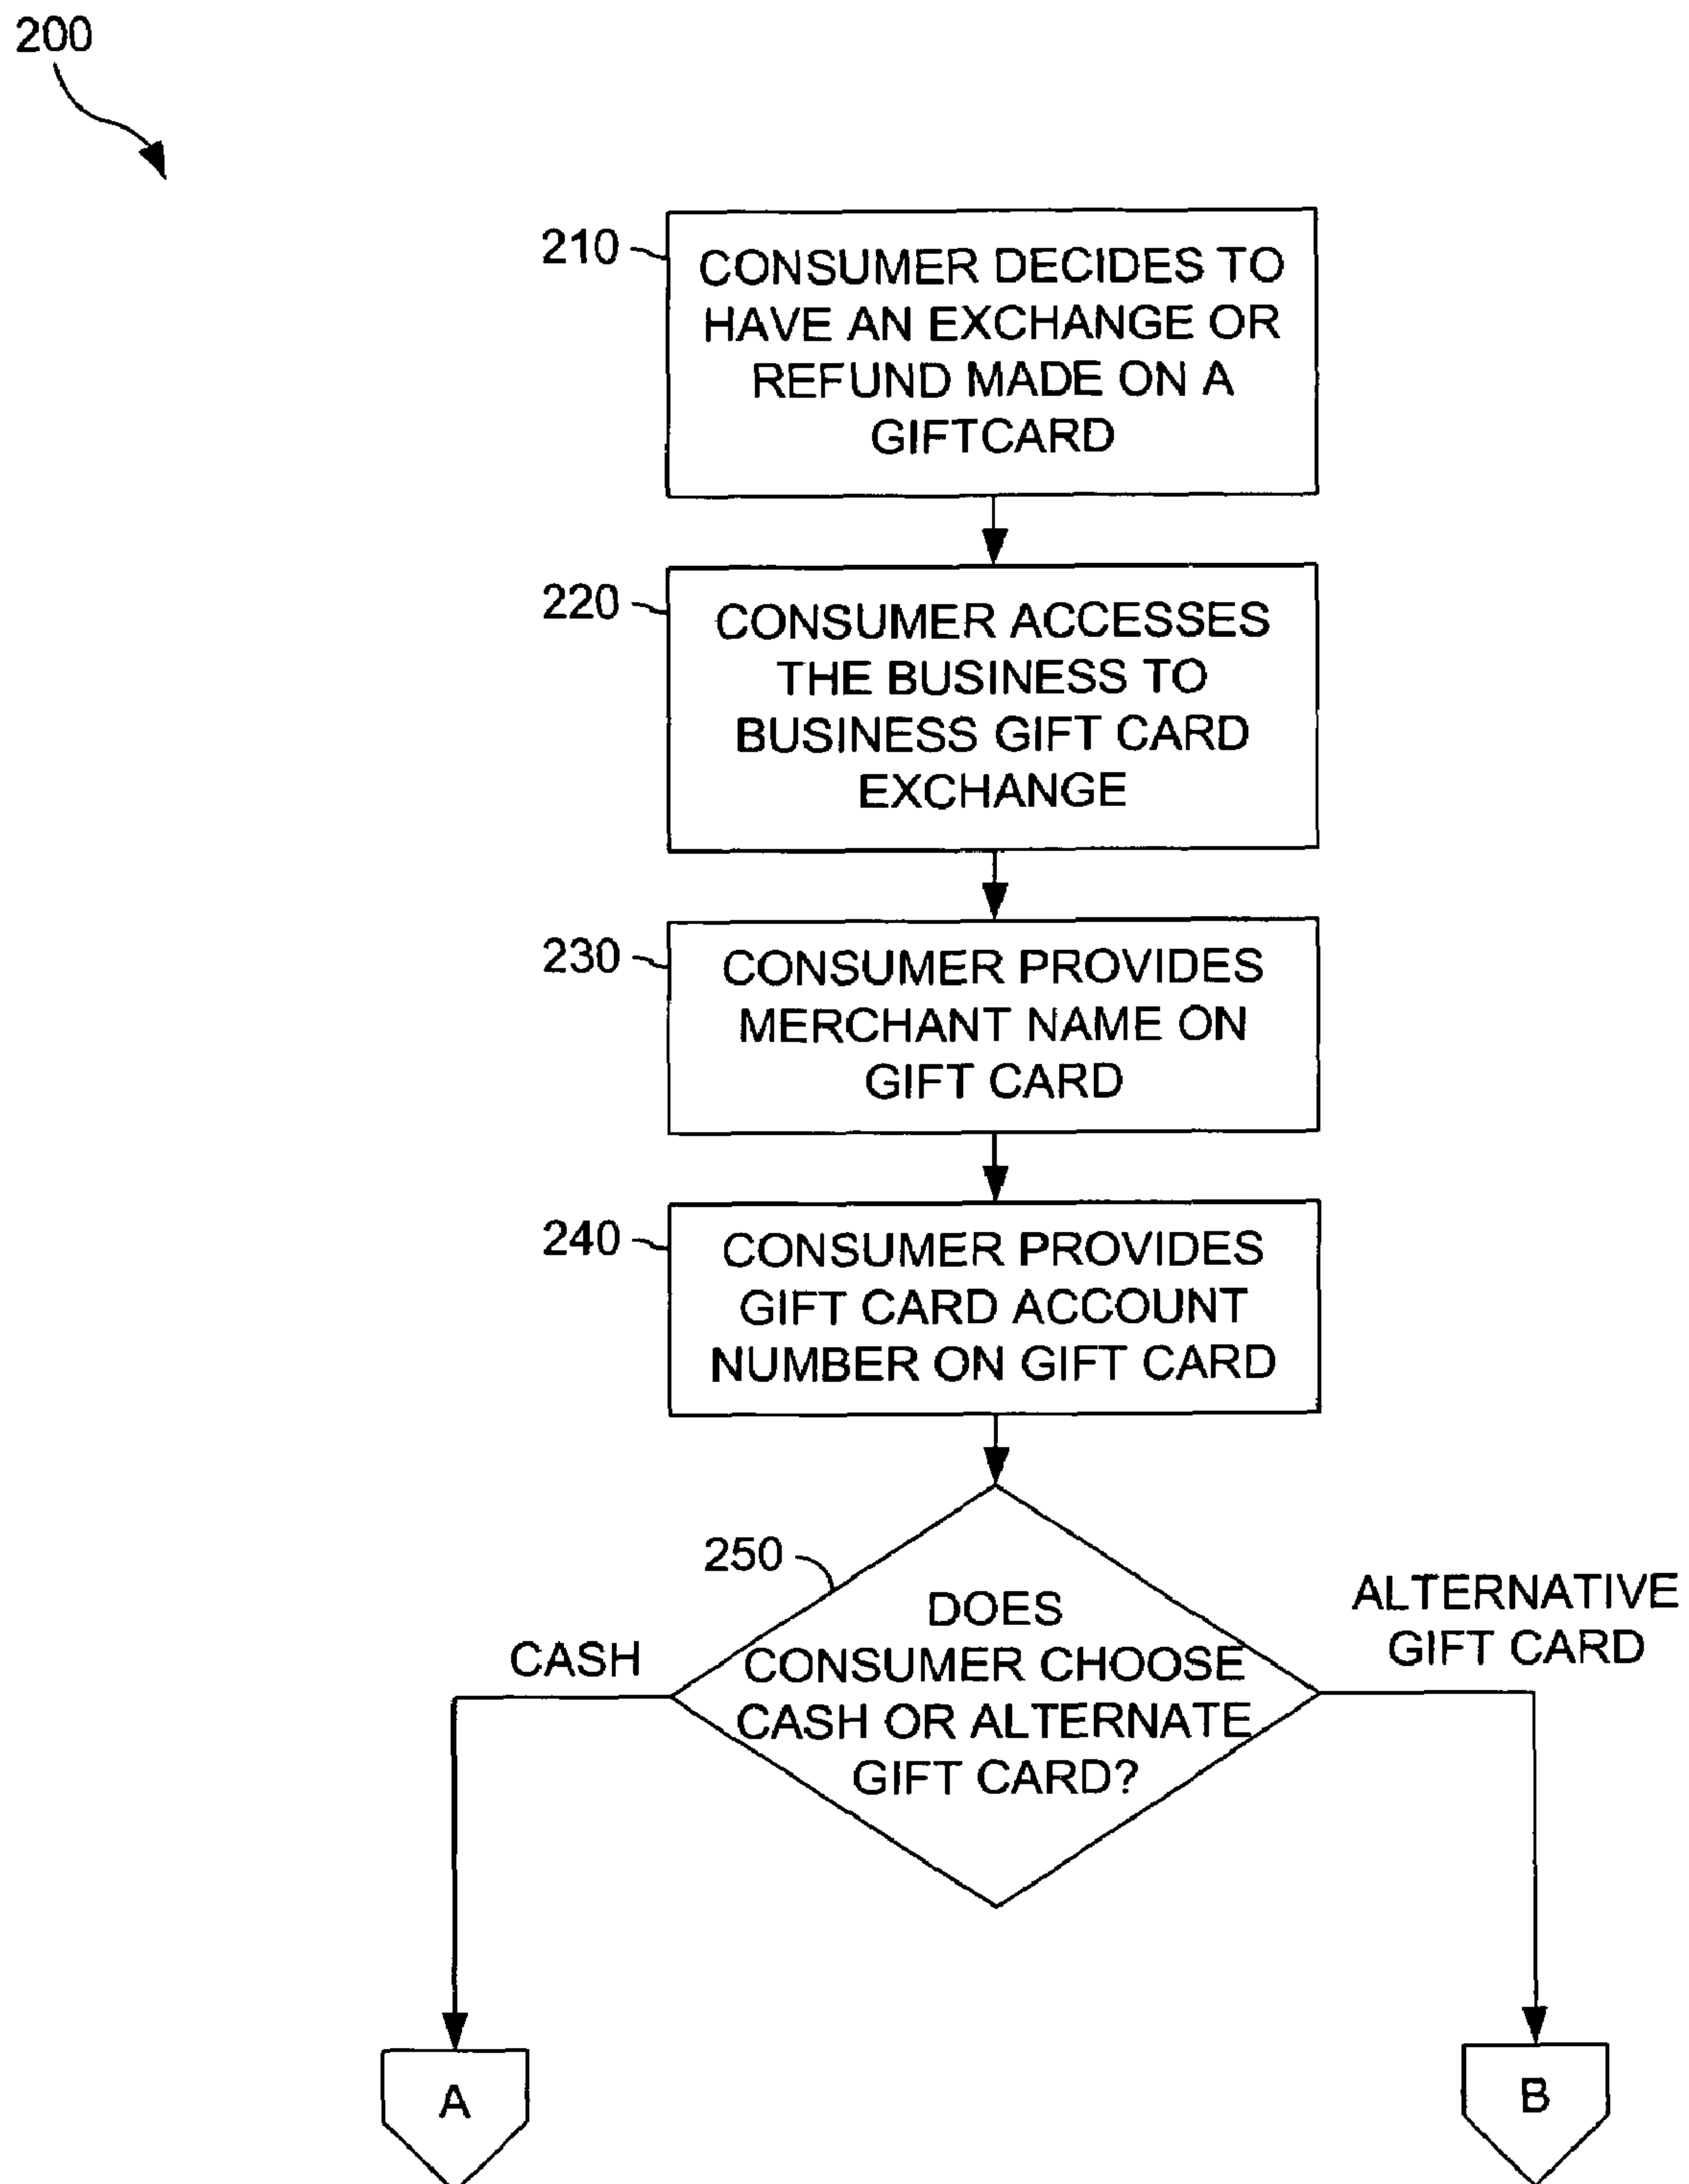 200
210
CONSUMER DECIDES TO
HAVE AN EXCHANGE OR
REFUND MADE ON A
GIFTCARD
220
CONSUMER ACCESSES
THE BUSINESS TO
BUSINESS GIFT CARD
EXCHANGE
230
CONSUMER PROVIDES
MERCHANT NAME ON
GIFT CARD
240
CONSUMER PROVIDES
GIFT CARD ACCOUNT
NUMBER ON GIFT CARD
250
DOES
CONSUMER CHOOSE
CASH OR ALTERNATE
GIFT CARD?
CASH
ALTERNATIVE
GIFT CARD
A
B